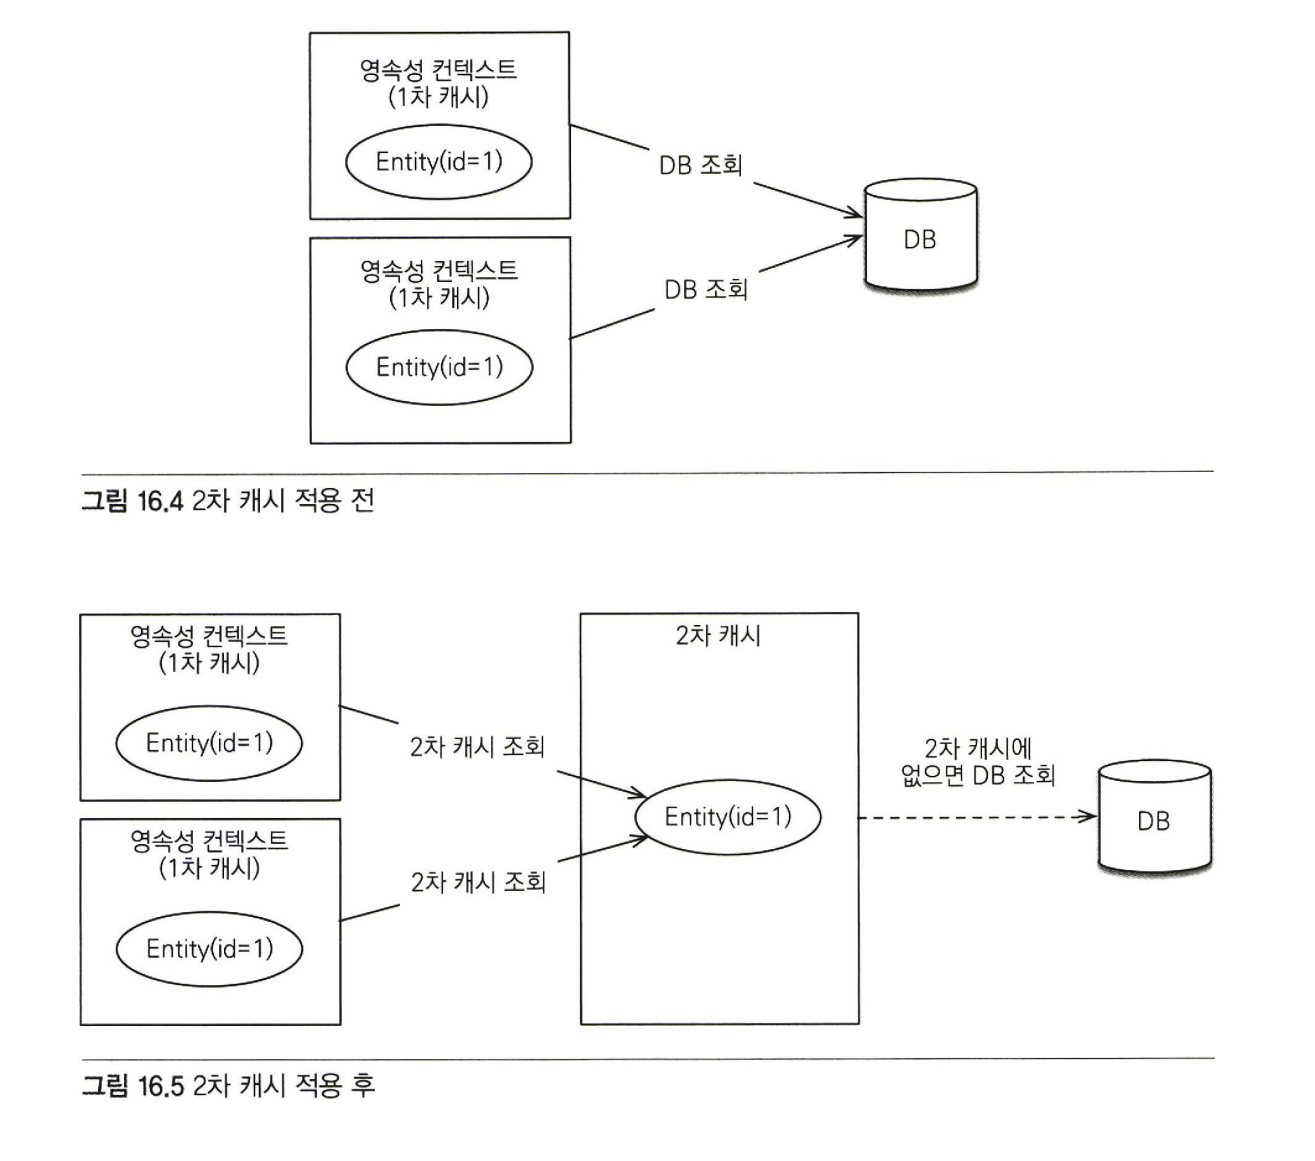 영속성 컨텍스트
(1차 캐시)
Entity(id=1)
DB 조회
DB
영속성 컨텍스트
(1차 캐시)
DB 조회
Entity(id=1)
그림 16.4 2차 캐시 적용 전
영속성 컨텍스트
(1차 캐시)
Entity(id=1)
2차 캐시
2차 캐시 조회
2차 캐시에
없으면 DB 조회
Entity(id=1)
DB
영속성 컨텍스트
(1차 캐시)
2차 캐시 조회
Entity(id=1)
그림 16.5 2차 캐시 적용 후